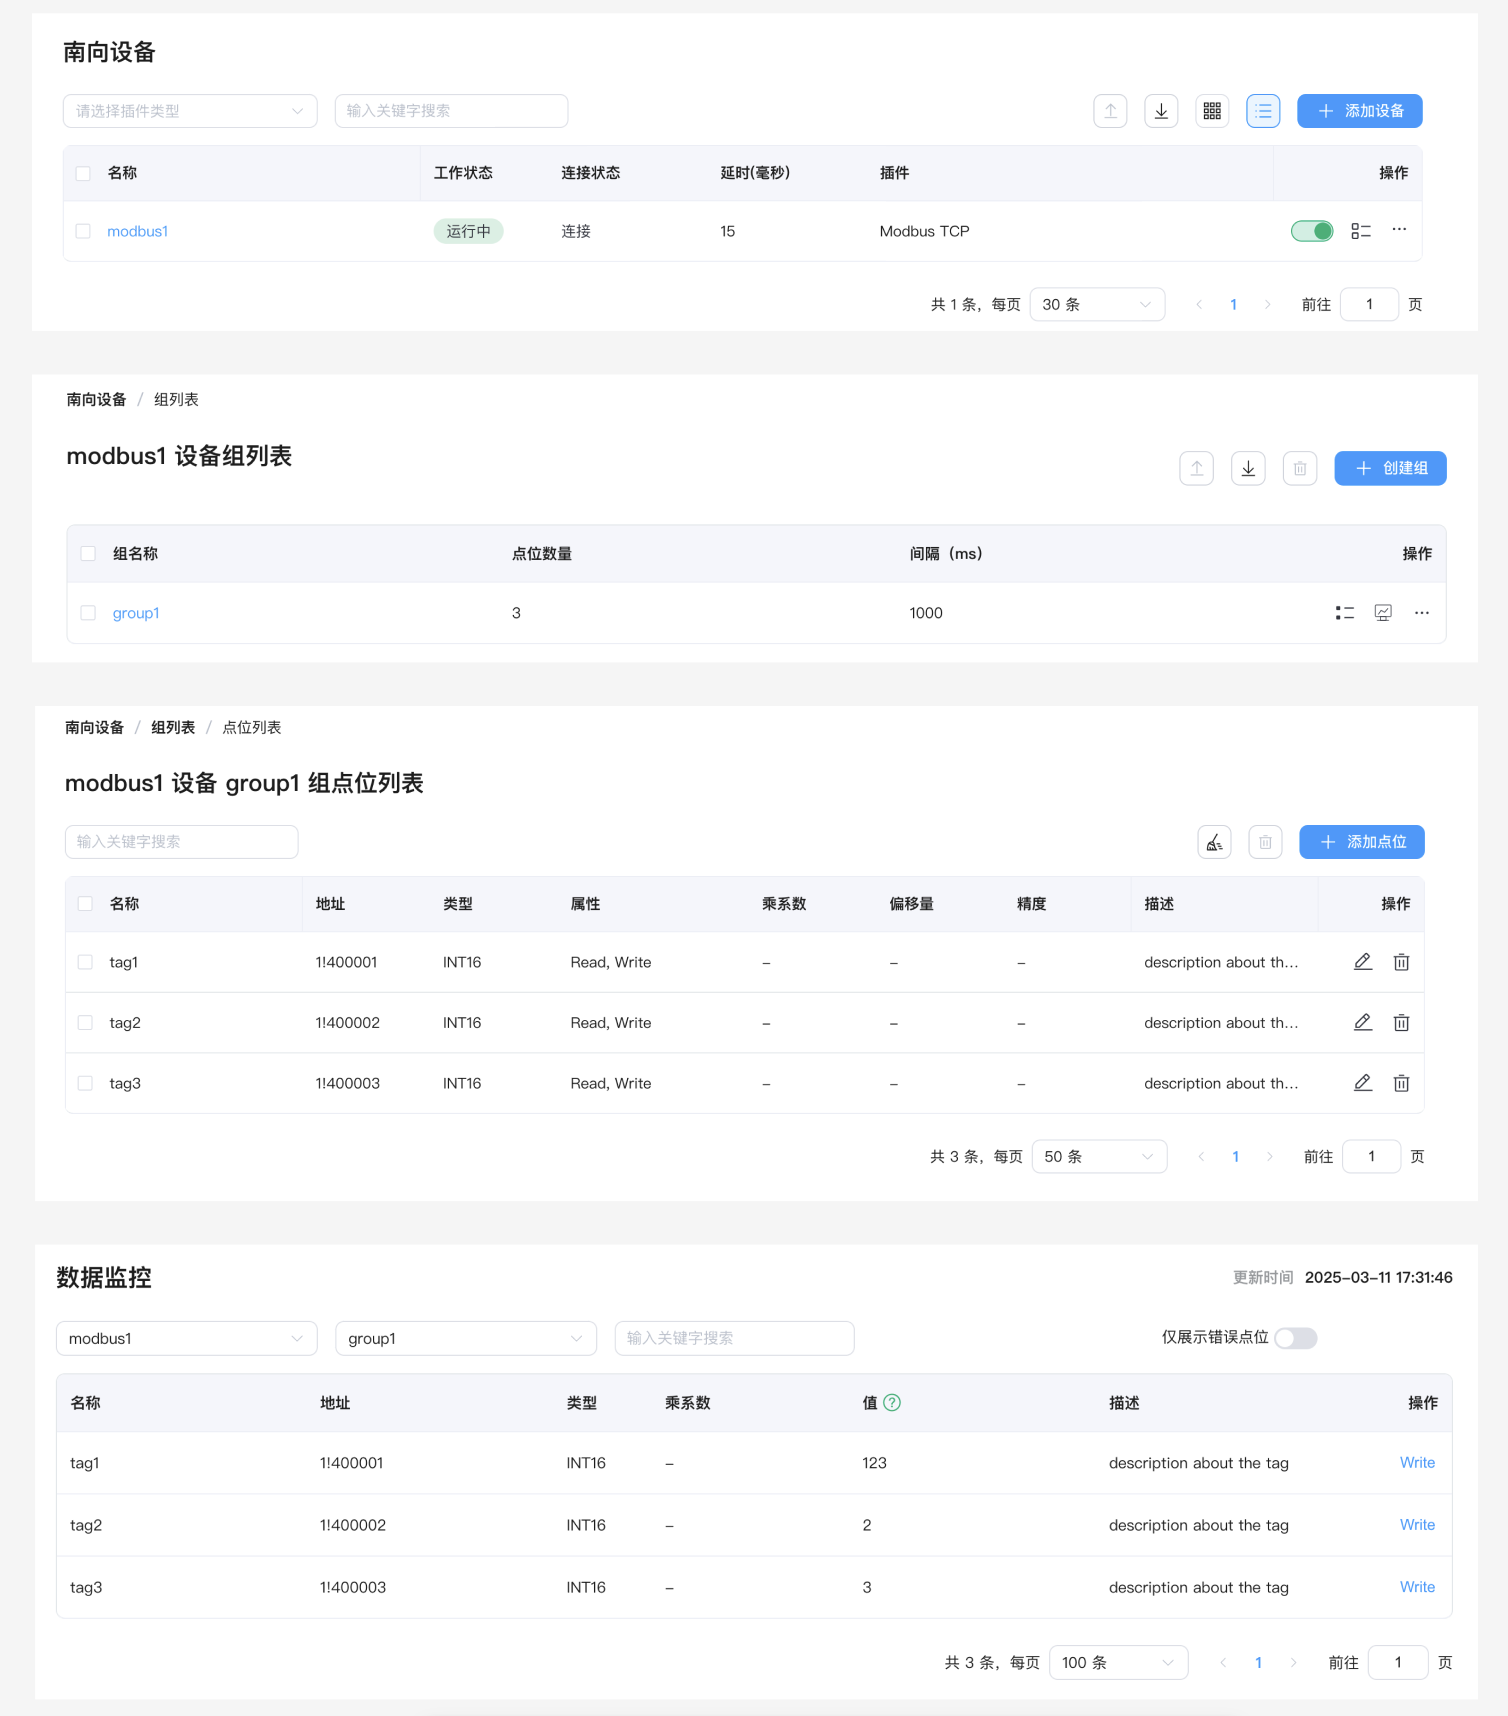 南向设备
请选择插件类型 输入关键字搜索 添加设备
名称 工作状态 连接状态 延时(毫秒) 插件 操作
modbus1 运行中 连接 15 Modbus TCP
共 1 条，每页 30 条 1 前往 1 页
南向设备 / 组列表
modbus1 设备组列表
创建组
组名称 点位数量 间隔（ms） 操作
group1 3 1000
南向设备 / 组列表 / 点位列表
modbus1 设备 group1 组点位列表
输入关键字搜索 添加点位
名称 地址 类型 属性 乘系数 偏移量 精度 描述 操作
tag1 1!400001 INT16 Read, Write – – – description about th...
tag2 1!400002 INT16 Read, Write – – – description about th...
tag3 1!400003 INT16 Read, Write – – – description about th...
共 3 条，每页 50 条 1 前往 1 页
数据监控 更新时间 2025-03-11 17:31:46
modbus1 group1 输入关键字搜索 仅展示错误点位
名称 地址 类型 乘系数 值 描述 操作
tag1 1!400001 INT16 – 123 description about the tag Write
tag2 1!400002 INT16 – 2 description about the tag Write
tag3 1!400003 INT16 – 3 description about the tag Write
共 3 条，每页 100 条 1 前往 1 页